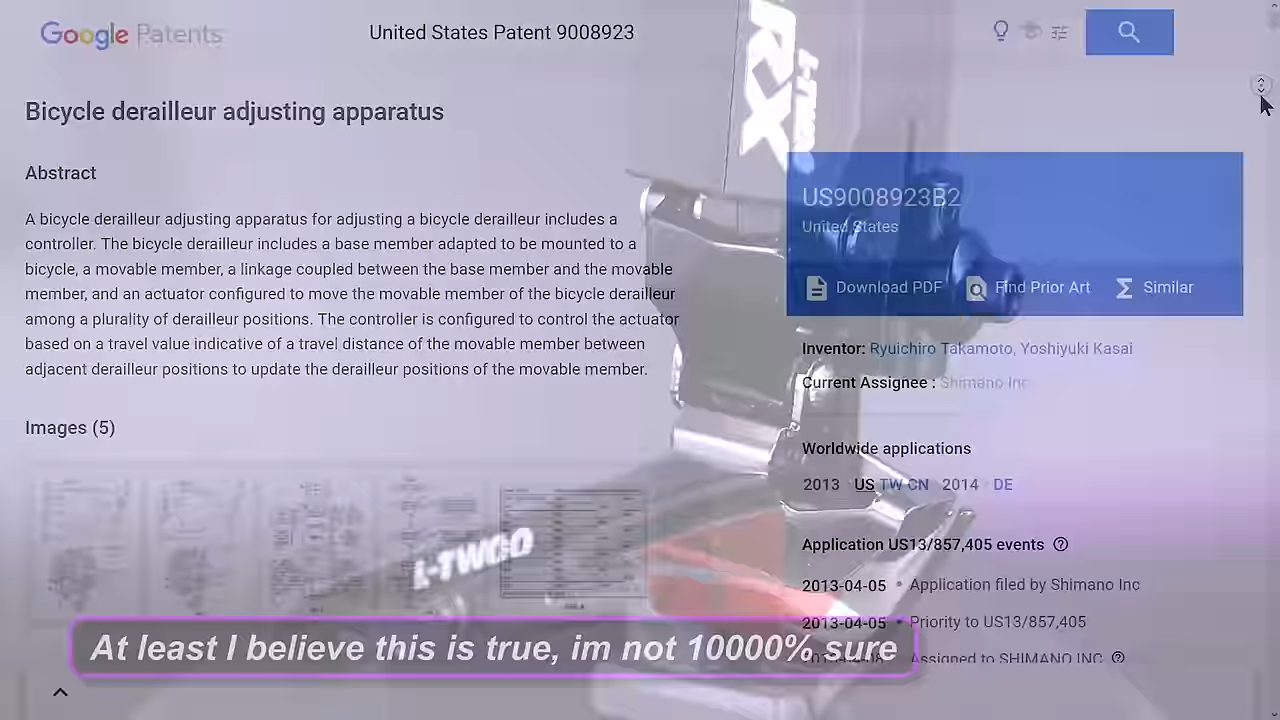 Google Patents
United States Patent 9008923
Bicycle derailleur adjusting apparatus
Abstract
A bicycle derailleur adjusting apparatus for adjusting a bicycle derailleur includes a
controller. The bicycle derailleur includes a base member adapted to be mounted to a
bicycle, a movable member, a linkage coupled between the base member and the movable
member, and an actuator configured to move the movable member of the bicycle derailleur
among a plurality of derailleur positions. The controller is configured to control the actuator
based on a travel value indicative of a travel distance of the movable member between
adjacent derailleur positions to update the derailleur positions of the movable member.
Images (5)
US9008923B2
United States
Download PDF Find Prior Art Similar
Inventor: Ryuichiro Takamoto, Yoshiyuki Kasai
Current Assignee : Shimano Inc
Worldwide applications
2013 US TW CN 2014 DE
Application US13/857,405 events
2013-04-05 Application filed by Shimano Inc
2013-04-05 Priority to US13/857,405
Assigned to SHIMANO INC
L-TWOO
At least I believe this is true, im not 10000% sure